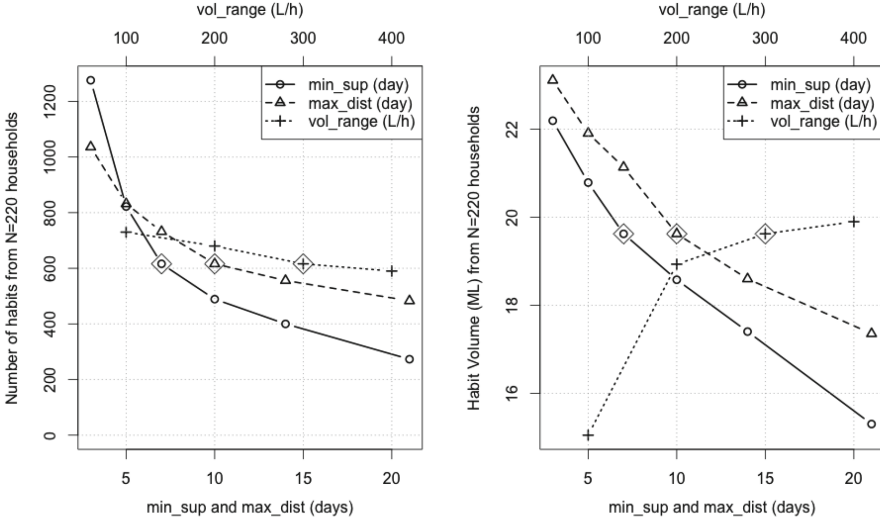 vol_range (L/h)
100 200 300 400
min_sup (day)
max_dist (day)
vol_range (L/h)
Number of habits from N=220 households
1200
1000
800
600
400
200
0
5 10 15 20
min_sup and max_dist (days)
vol_range (L/h)
100 200 300 400
min_sup (day)
max_dist (day)
vol_range (L/h)
Habit Volume (ML) from N=220 households
22
20
18
16
5 10 15 20
min_sup and max_dist (days)